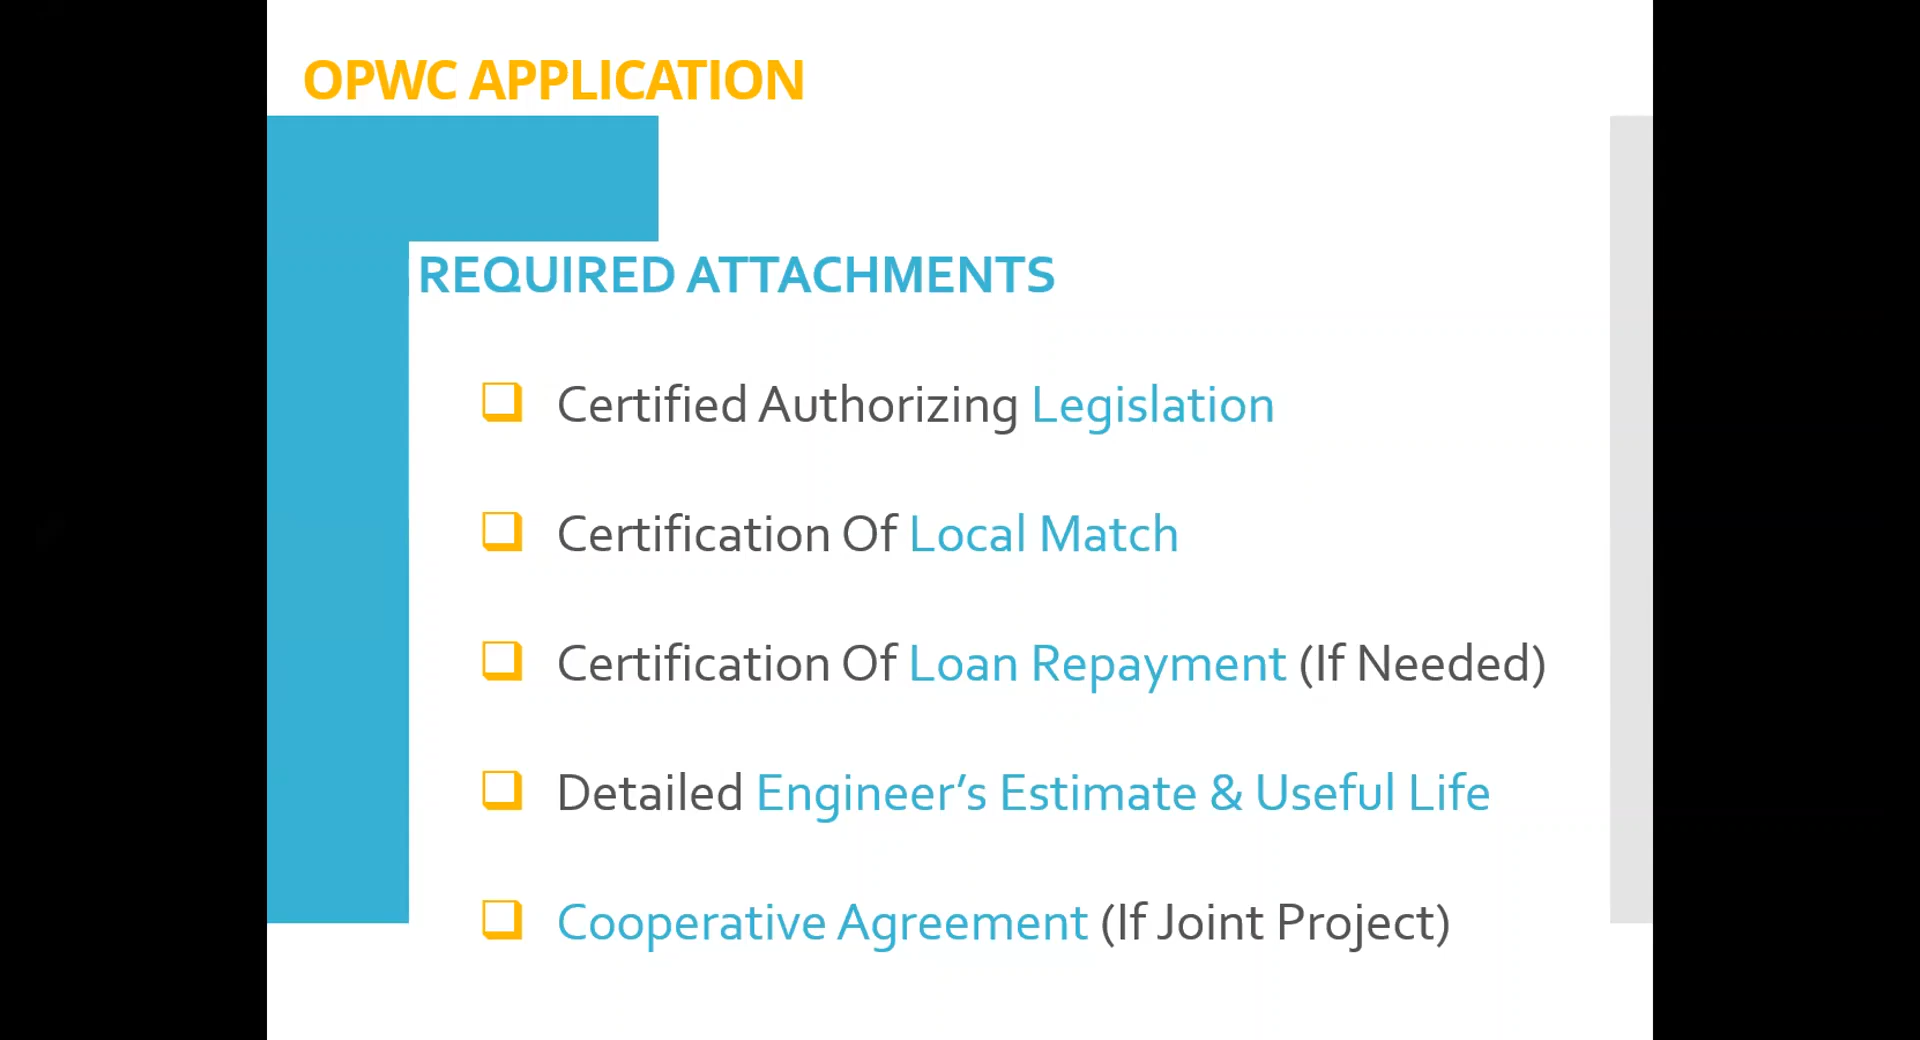 OPWC APPLICATION
REQUIRED ATTACHMENTS
Certified Authorizing Legislation
Certification Of Local Match
Certification Of Loan Repayment (If Needed)
Detailed Engineer’s Estimate & Useful Life
Cooperative Agreement (If Joint Project)